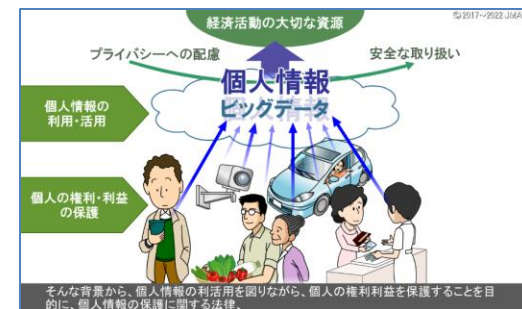 ©2017~2022 JMA
経済活動の大切な資源
プライバシーへの配慮
安全な取り扱い
個人情報
ビッグデータ
個人情報の
利用・活用
個人の権利・利益
の保護
そんな背景から、個人情報の利活用を図りながら、個人の権利利益を保護することを目
的に、個人情報の保護に関する法律、